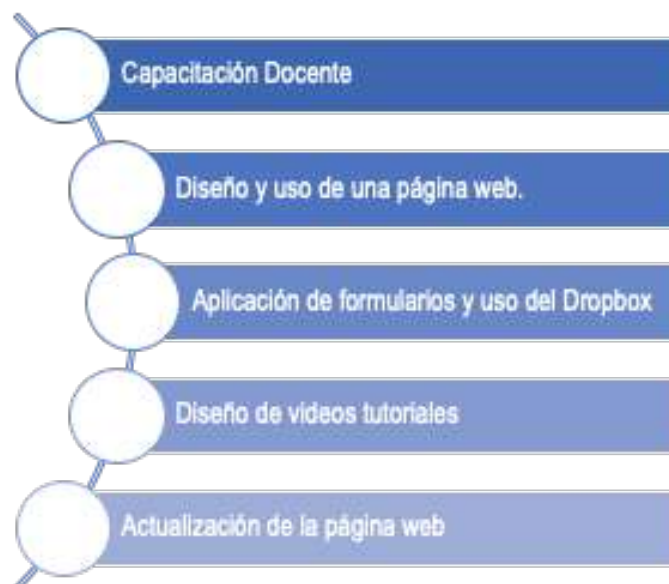 Capacitación Docente
Diseño y uso de una página web.
Aplicación de formularios y uso del Dropbox
Diseño de videos tutoriales
Actualización de la página web